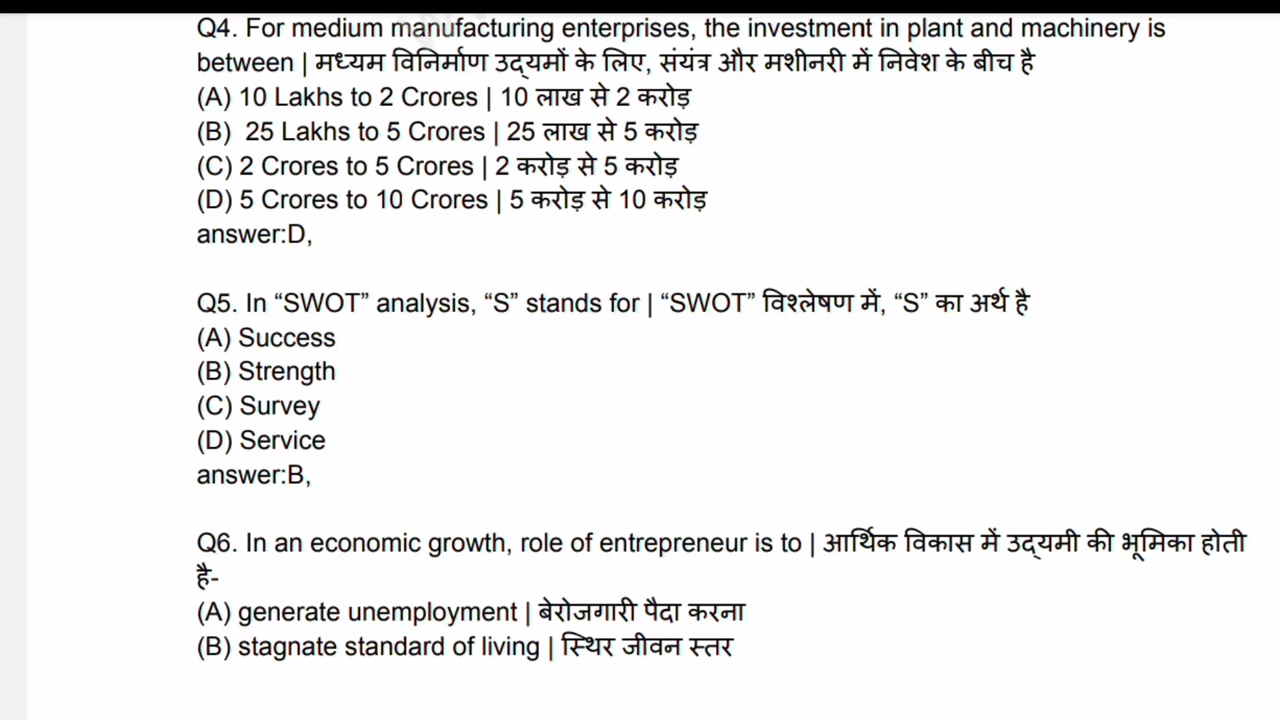 Q4. For medium manufacturing enterprises, the investment in plant and machinery is
between | मध्यम विनिर्माण उद्यमों के लिए, संयंत्र और मशीनरी में निवेश के बीच है
(A) 10 Lakhs to 2 Crores | 10 लाख से 2 करोड़
(B) 25 Lakhs to 5 Crores | 25 लाख से 5 करोड़
(C) 2 Crores to 5 Crores | 2 करोड़ से 5 करोड़
(D) 5 Crores to 10 Crores | 5 करोड़ से 10 करोड़
answer:D,
Q5. In “SWOT” analysis, “S” stands for | “SWOT” विश्लेषण में, “S” का अर्थ है
(A) Success
(B) Strength
(C) Survey
(D) Service
answer:B,
Q6. In an economic growth, role of entrepreneur is to | आर्थिक विकास में उद्यमी की भूमिका होती
है-
(A) generate unemployment | बेरोजगारी पैदा करना
(B) stagnate standard of living | स्थिर जीवन स्तर